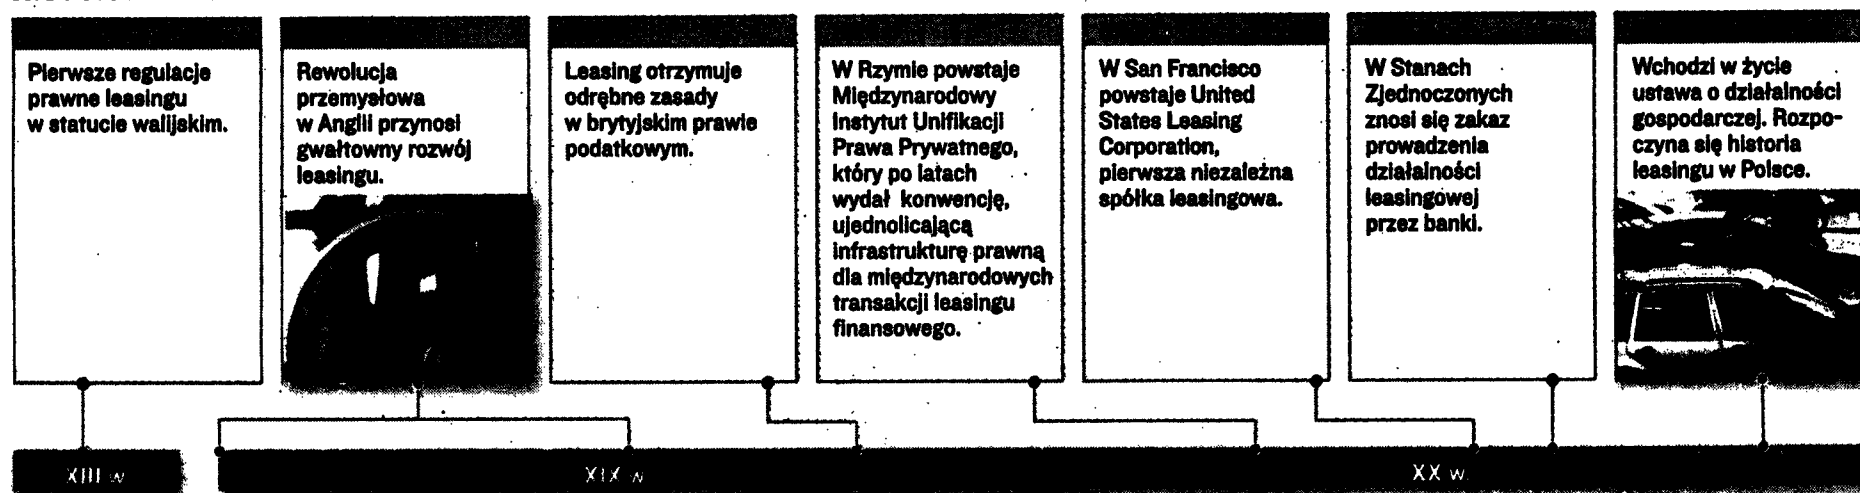 Pierwsze regulacje
prawne leasingu
w statucie walijskim.
Rewolucja
przemysłowa
w Anglii przynosi
gwałtowny rozwój
leasingu.
Leasing otrzymuje
odrębne zasady
w brytyjskim prawie
podatkowym.
W Rzymie powstaje
Międzynarodowy
Instytut Unifikacji
Prawa Prywatnego,
który po latach
wydał konwencję,
ujednolicającą
infrastrukturę prawną
dla międzynarodowych
transakcji leasingu
finansowego.
W San Francisco
powstaje United
States Leasing
Corporation,
pierwsza niezależna
spółka leasingowa.
W Stanach
Zjednoczonych
znosi się zakaz
prowadzenia
działalności
leasingowej
przez banki.
Wchodzi w życie
ustawa o działalności
gospodarczej. Rozpo-
czyna się historia
leasingu w Polsce.
XIII w
XIX w
XX w.